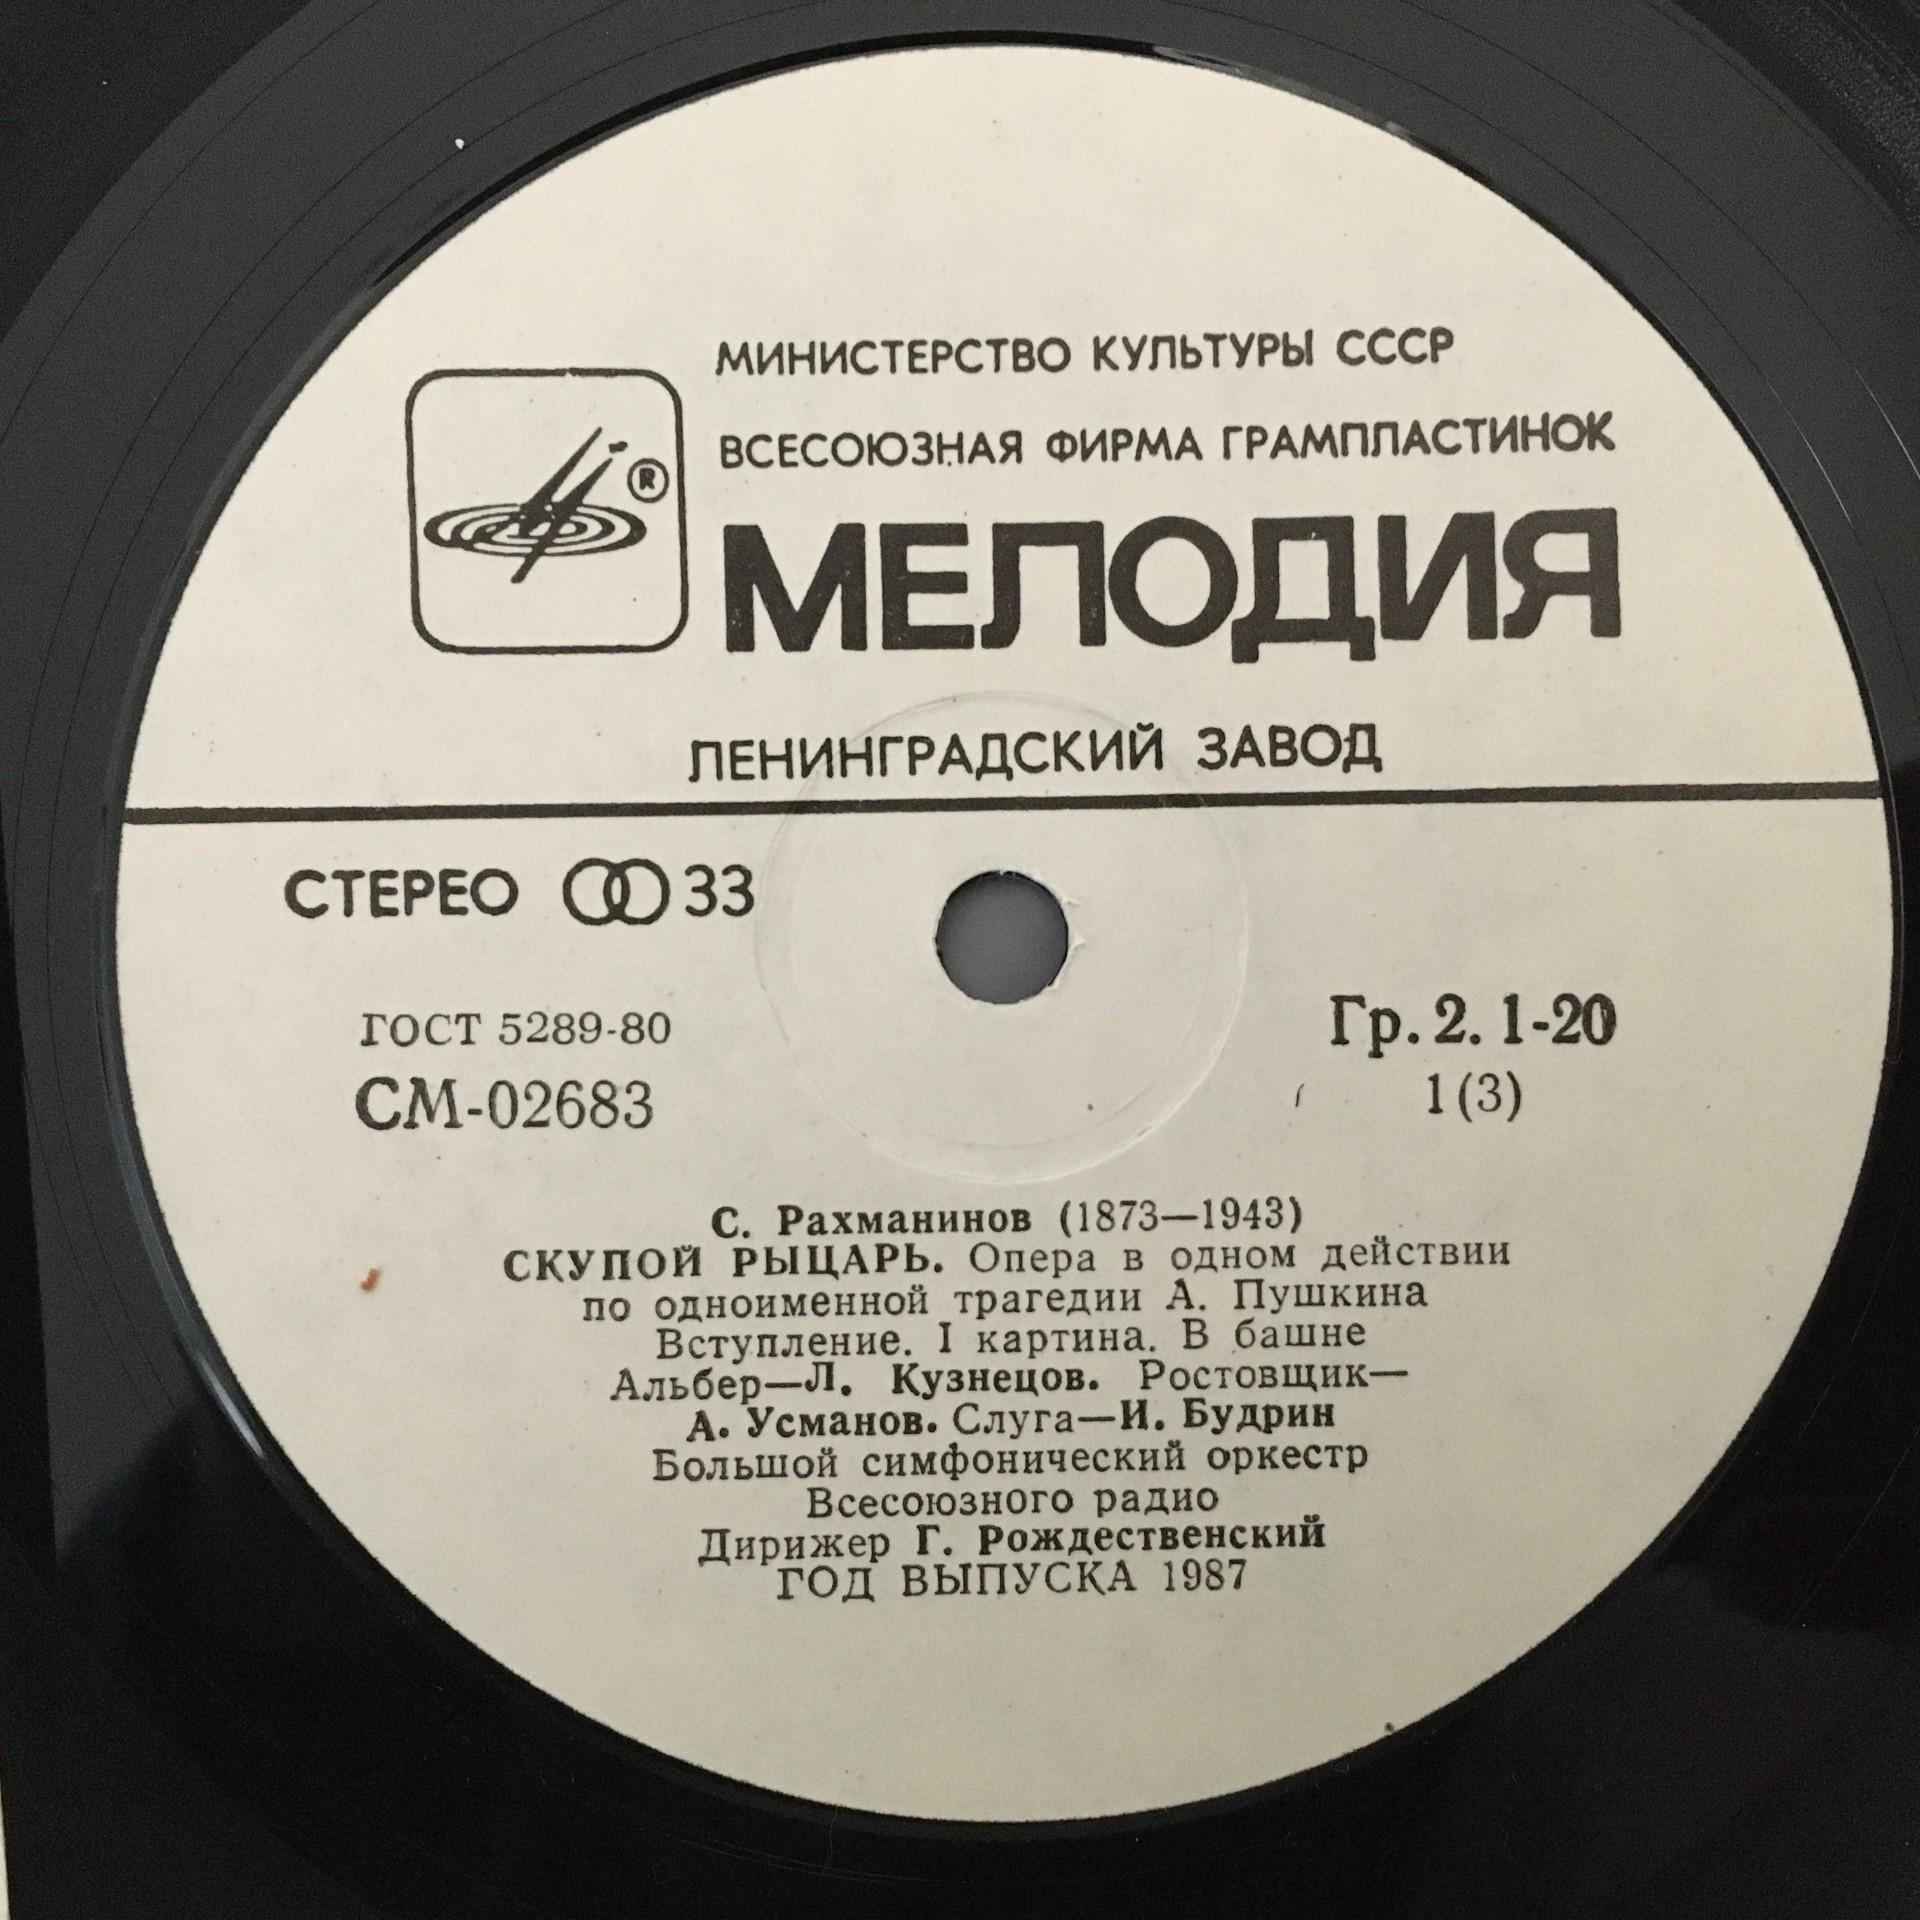 МИНИСТЕРСТВО КУЛЬТУРЫ СССР
ВСЕСОЮЗНАЯ ФИРМА ГРАМПЛАСТИНОК
®
МЕЛОДИЯ
ЛЕНИНГРАДСКИЙ ЗАВОД
СТЕРЕО 33
ГОСТ 5289-80
Гр. 2. 1-20
СМ-02683
1(3)
С. Рахманинов (1873—1943)
СКУПОЙ РЫЦАРЬ. Опера в одном действии
по одноименной трагедии А. Пушкина
Вступление. I картина. В башне
Альбер—Л. Кузнецов. Ростовщик—
А. Усманов. Слуга—И. Будрин
Большой симфонический оркестр
Всесоюзного радио
Дирижер Г. Рождественский
ГОД ВЫПУСКА 1987